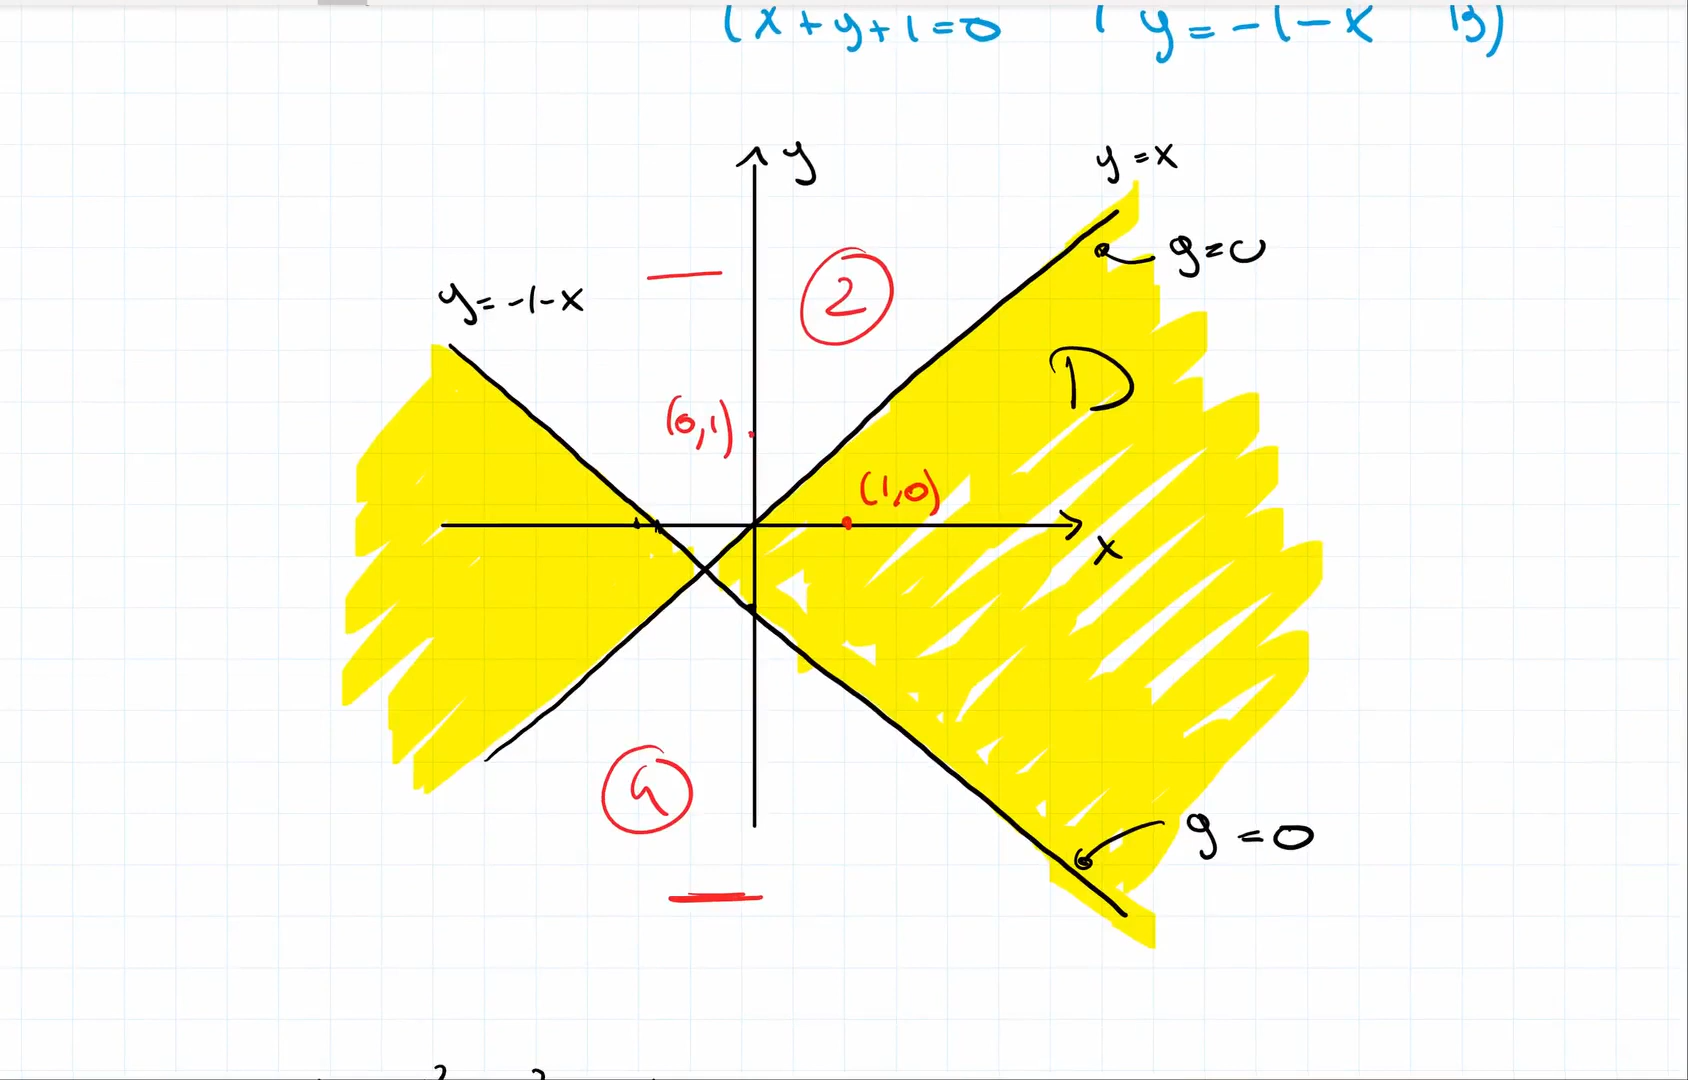 (x+y+1=0 ( y=-1-x B)
y
y=x
g=0
2
y=-1-x
D
(0,1)
(1,0)
x
4
g=0
—